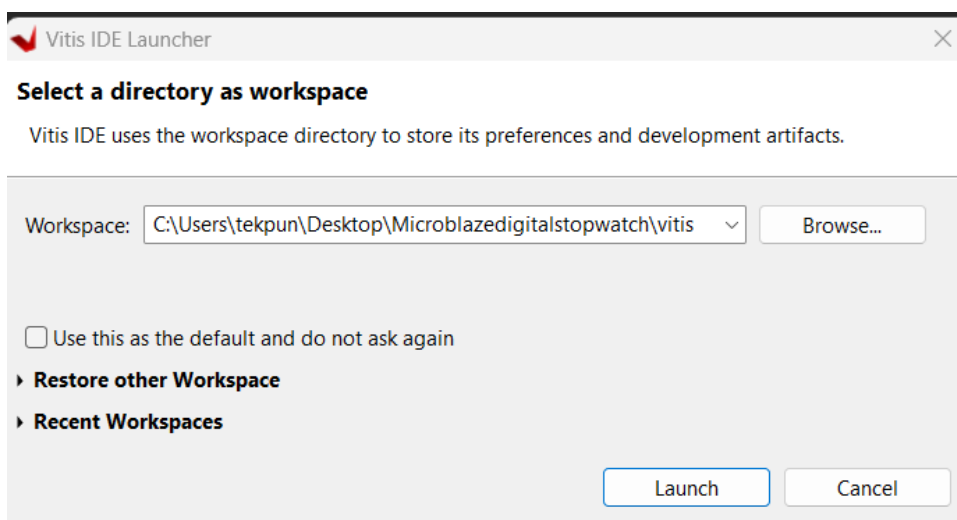 Vitis IDE Launcher
Select a directory as workspace
Vitis IDE uses the workspace directory to store its preferences and development artifacts.
Workspace: C:\Users\tekpun\Desktop\Microblazedigitalstopwatch\vitis Browse...
Use this as the default and do not ask again
Restore other Workspace
Recent Workspaces
Launch Cancel